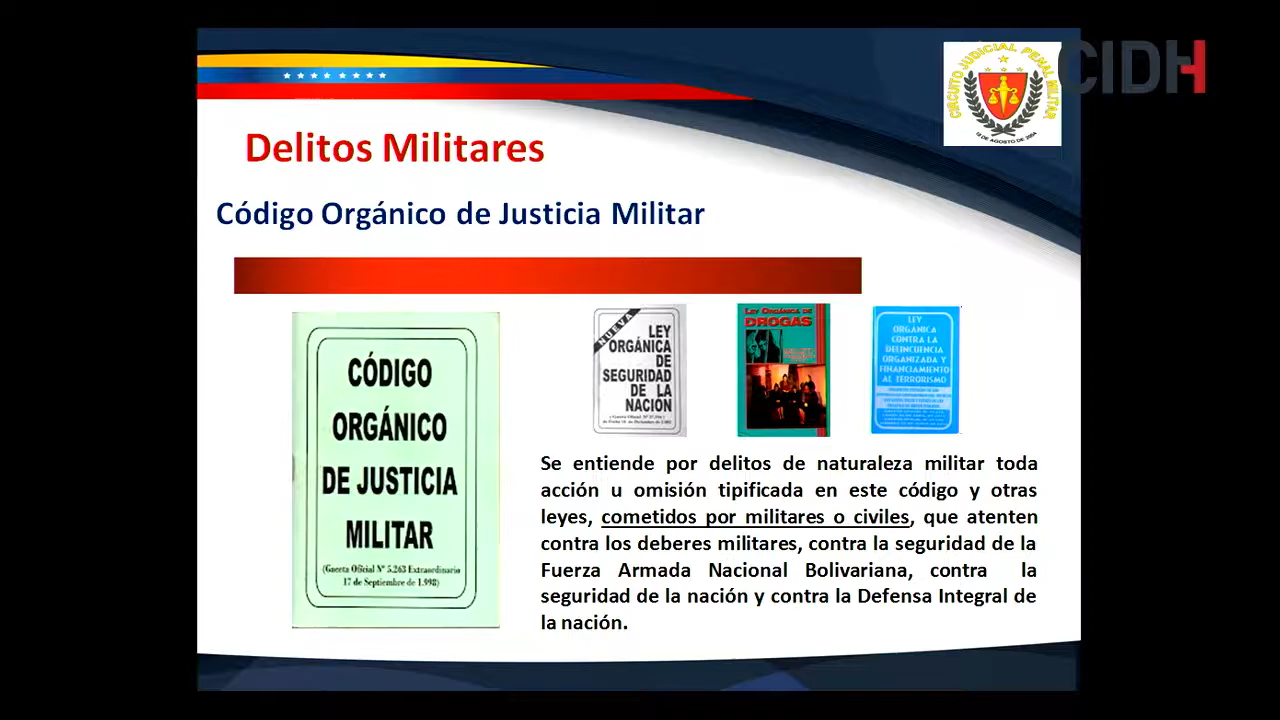 CIRCUITO JUDICIAL PENAL MILITAR
CIDH
Delitos Militares
Código Orgánico de Justicia Militar
CÓDIGO
ORGÁNICO
DE JUSTICIA
MILITAR
(Gaceta Oficial Nº 5.263 Extraordinario
17 de Septiembre de 1.998)
NUEVA
LEY
ORGÁNICA
DE
SEGURIDAD
DE LA
NACIÓN
LEY ORGÁNICA DE
DROGAS
LEY
ORGÁNICA
CONTRA LA
DELINCUENCIA
ORGANIZADA Y
FINANCIAMIENTO
AL TERRORISMO
Se entiende por delitos de naturaleza militar toda
acción u omisión tipificada en este código y otras
leyes, cometidos por militares o civiles, que atenten
contra los deberes militares, contra la seguridad de la
Fuerza Armada Nacional Bolivariana, contra la
seguridad de la nación y contra la Defensa Integral de
la nación.